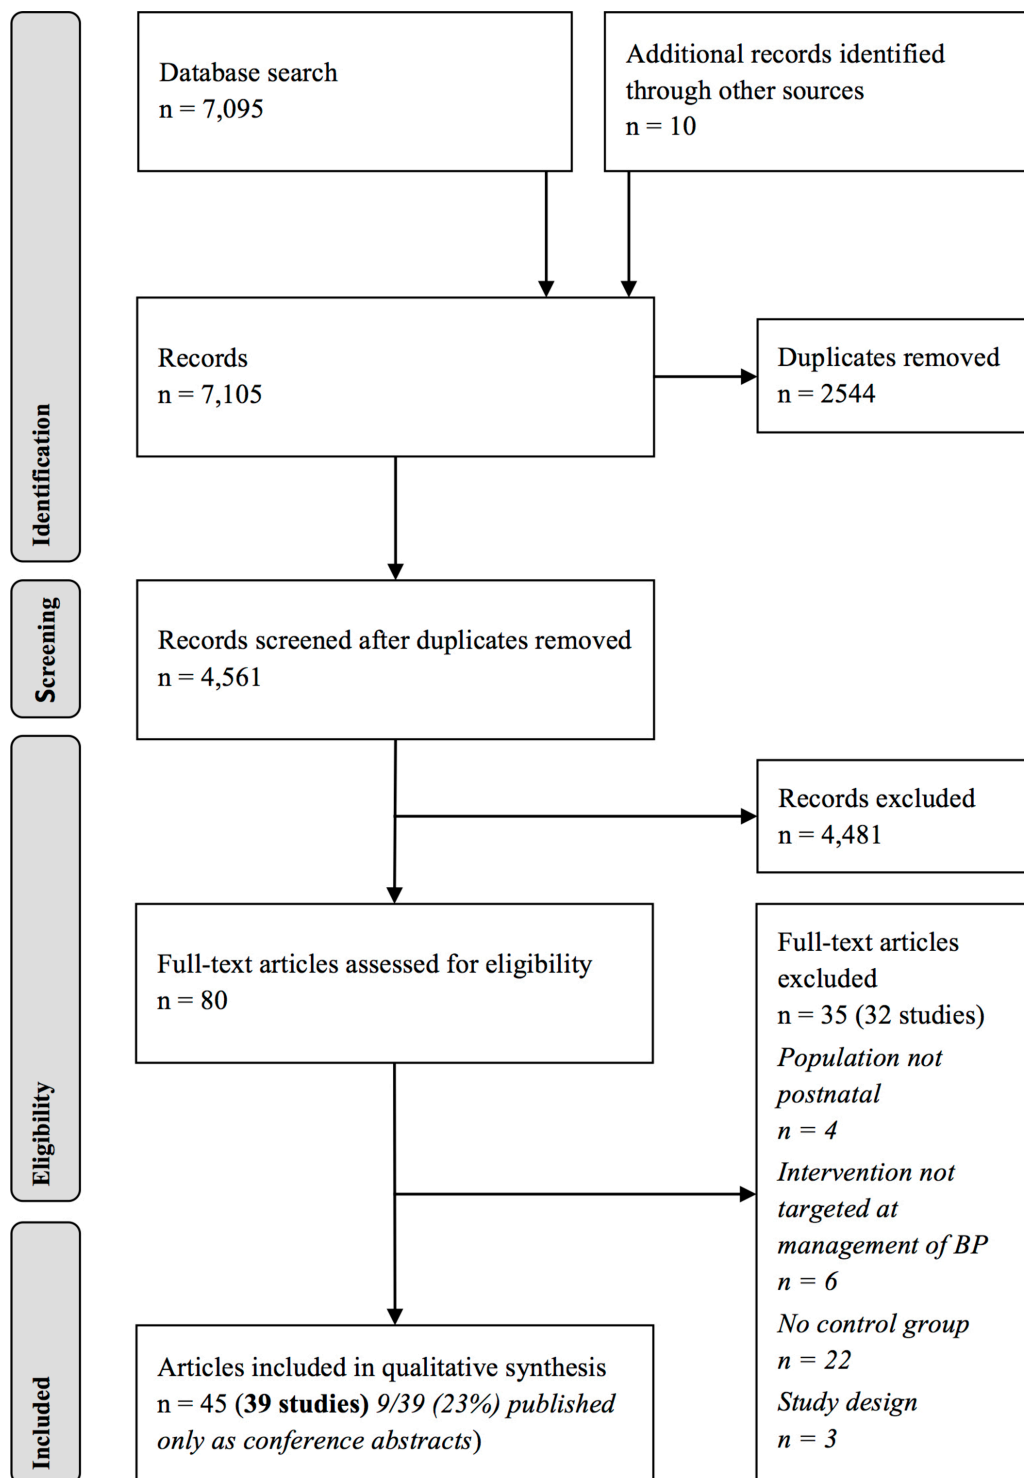 Database search
n = 7,095
Additional records identified
through other sources
n = 10
Records
n = 7,105
Duplicates removed
n = 2544
Identification
Records screened after duplicates removed
n = 4,561
Screening
Records excluded
n = 4,481
Full-text articles assessed for eligibility
n = 80
Full-text articles
excluded
n = 35 (32 studies)
Population not
postnatal
n = 4
Intervention not
targeted at
management of BP
n = 6
No control group
n = 22
Study design
n = 3
Eligibility
Articles included in qualitative synthesis
n = 45 (39 studies) 9/39 (23%) published
only as conference abstracts)
Included